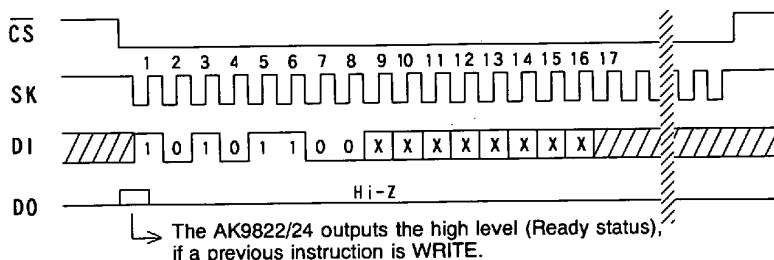 CS
1 2 3 4 5 6 7 8 9 10 11 12 13 14 15 16 17
SK
DI 1 0 1 0 1 1 0 0 X X X X X X X X
DO Hi-Z
The AK9822/24 outputs the high level (Ready status),
if a previous instruction is WRITE.